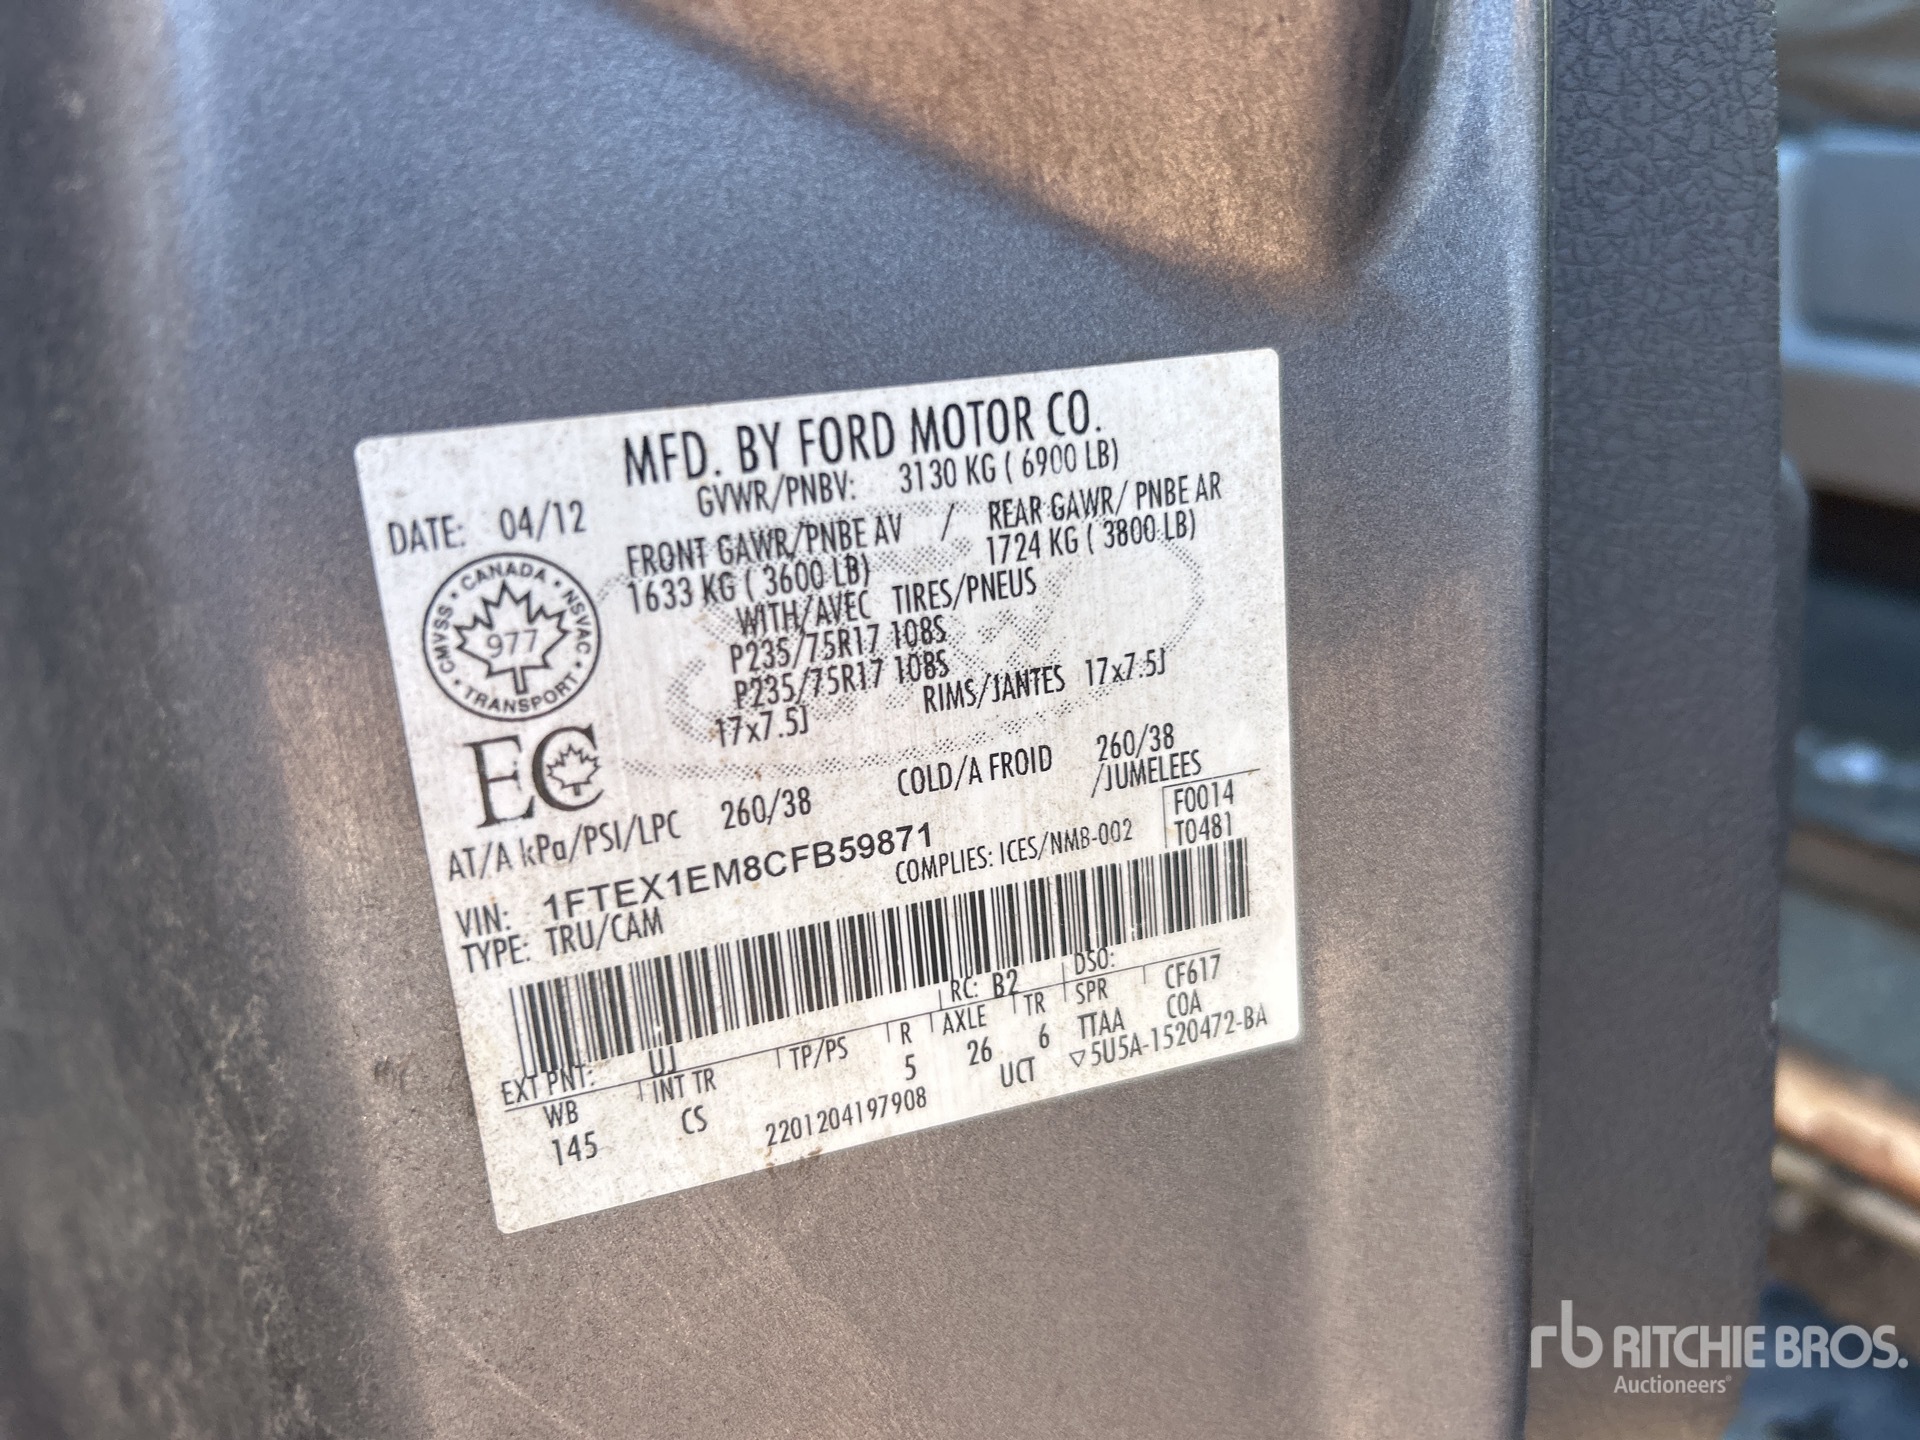 MFD. BY FORD MOTOR CO.
DATE: 04/12
GVWR/PNBV: 3130 KG ( 6900 LB)
FRONT GAWR/PNBE AV / REAR GAWR/ PNBE AR
1633 KG ( 3600 LB) 1724 KG ( 3800 LB)
WITH/AVEC TIRES/PNEUS
P235/75R17 108S
P235/75R17 108S
17x7.5J RIMS/JANTES 17x7.5J
CMVSS • CANADA • NSVAC • TRANSPORT •
977
EC
AT/A kPa/PSI/LPC 260/38 COLD/A FROID 260/38
/JUMELEES
VIN: 1FTEX1EM8CFB59871
COMPLIES: ICES/NMB-002
F0014
T0481
TYPE: TRU/CAM
EXT PNT: UJ RC: B2 DSO:
WB INT TR TP/PS R AXLE TR SPR CF617
145 CS 5 26 6 TTAA COA
2201204197908 UCT ▽5U5A-1520472-BA
rb RITCHIE BROS.
Auctioneers®